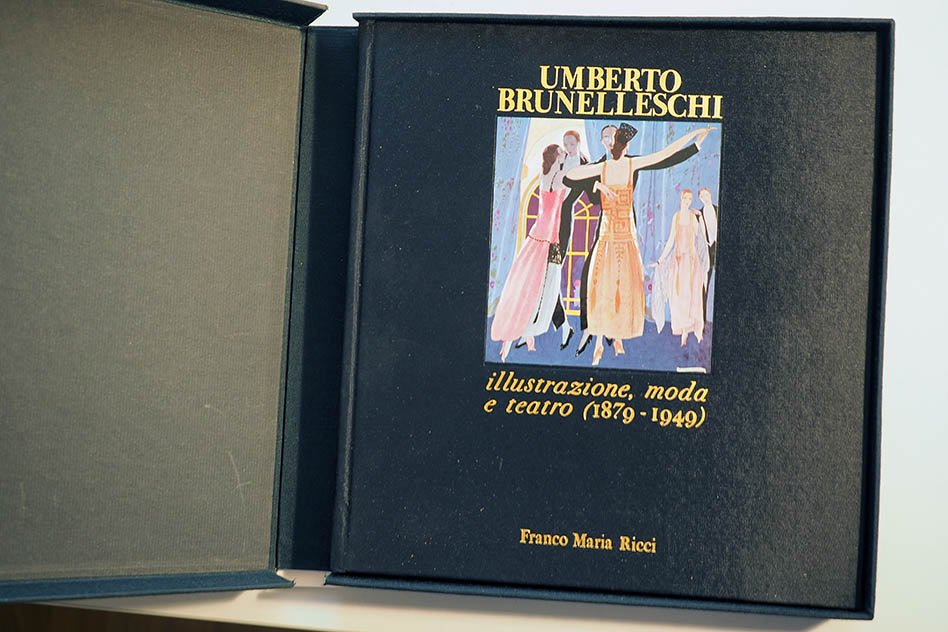 UMBERTO
BRUNELLESCHI
illustrazione, moda
e teatro (1879-1949)
Franco Maria Ricci